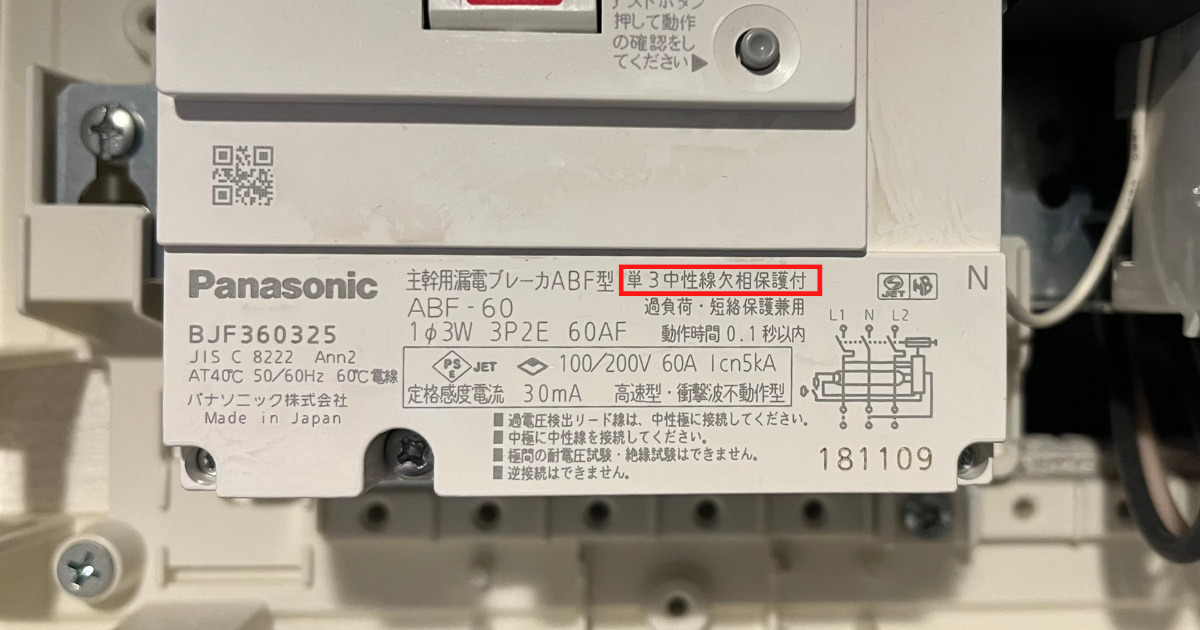 テストボタン
押して動作
の確認をし
てください▶
Panasonic
主幹用漏電ブレーカABF型 単3中性線欠相保護付
ABF-60
過負荷・短絡保護兼用
BJF360325
1φ3W 3P2E 60AF 動作時間 0.1秒以内
JIS C 8222 Ann2
AT40℃ 50/60Hz 60℃電線
パナソニック株式会社
Made in Japan
PS E JET 100/200V 60A Icn5kA
定格感度電流 30mA 高速型・衝撃波不動作型
■過電圧検出リード線は、中性極に接続してください。
■中極に中性線を接続してください。
■極間の耐電圧試験・絶縁試験はできません。
■逆接続はできません。
JET
N
L1 N L2
181109